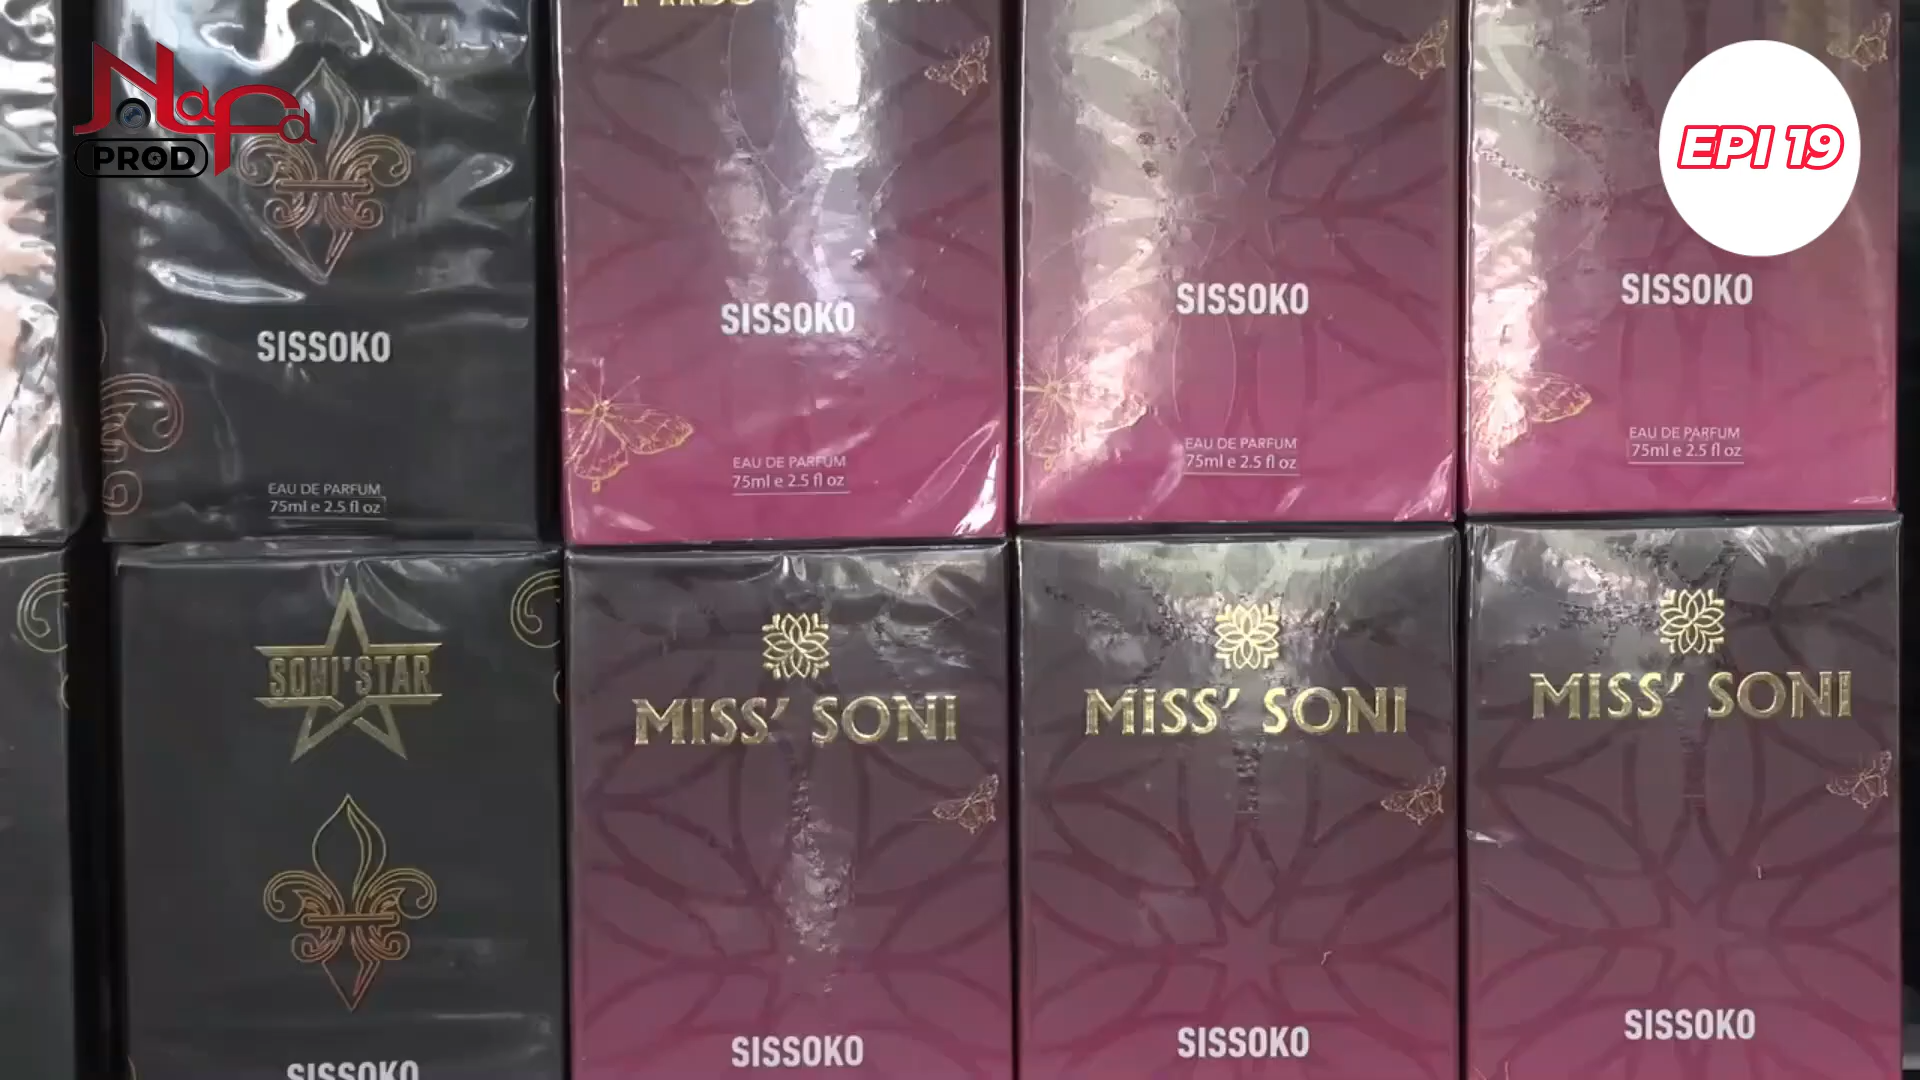 NaFa
PROD
EPI 19
SISSOKO
EAU DE PARFUM
75ml e 2.5 fl oz
SISSOKO
EAU DE PARFUM
75ml e 2.5 fl oz
SISSOKO
EAU DE PARFUM
75ml e 2.5 fl oz
SISSOKO
EAU DE PARFUM
75ml e 2.5 fl oz
SONI'STAR
SISSOKO
MISS' SONI
SISSOKO
MISS' SONI
SISSOKO
MISS' SONI
SISSOKO